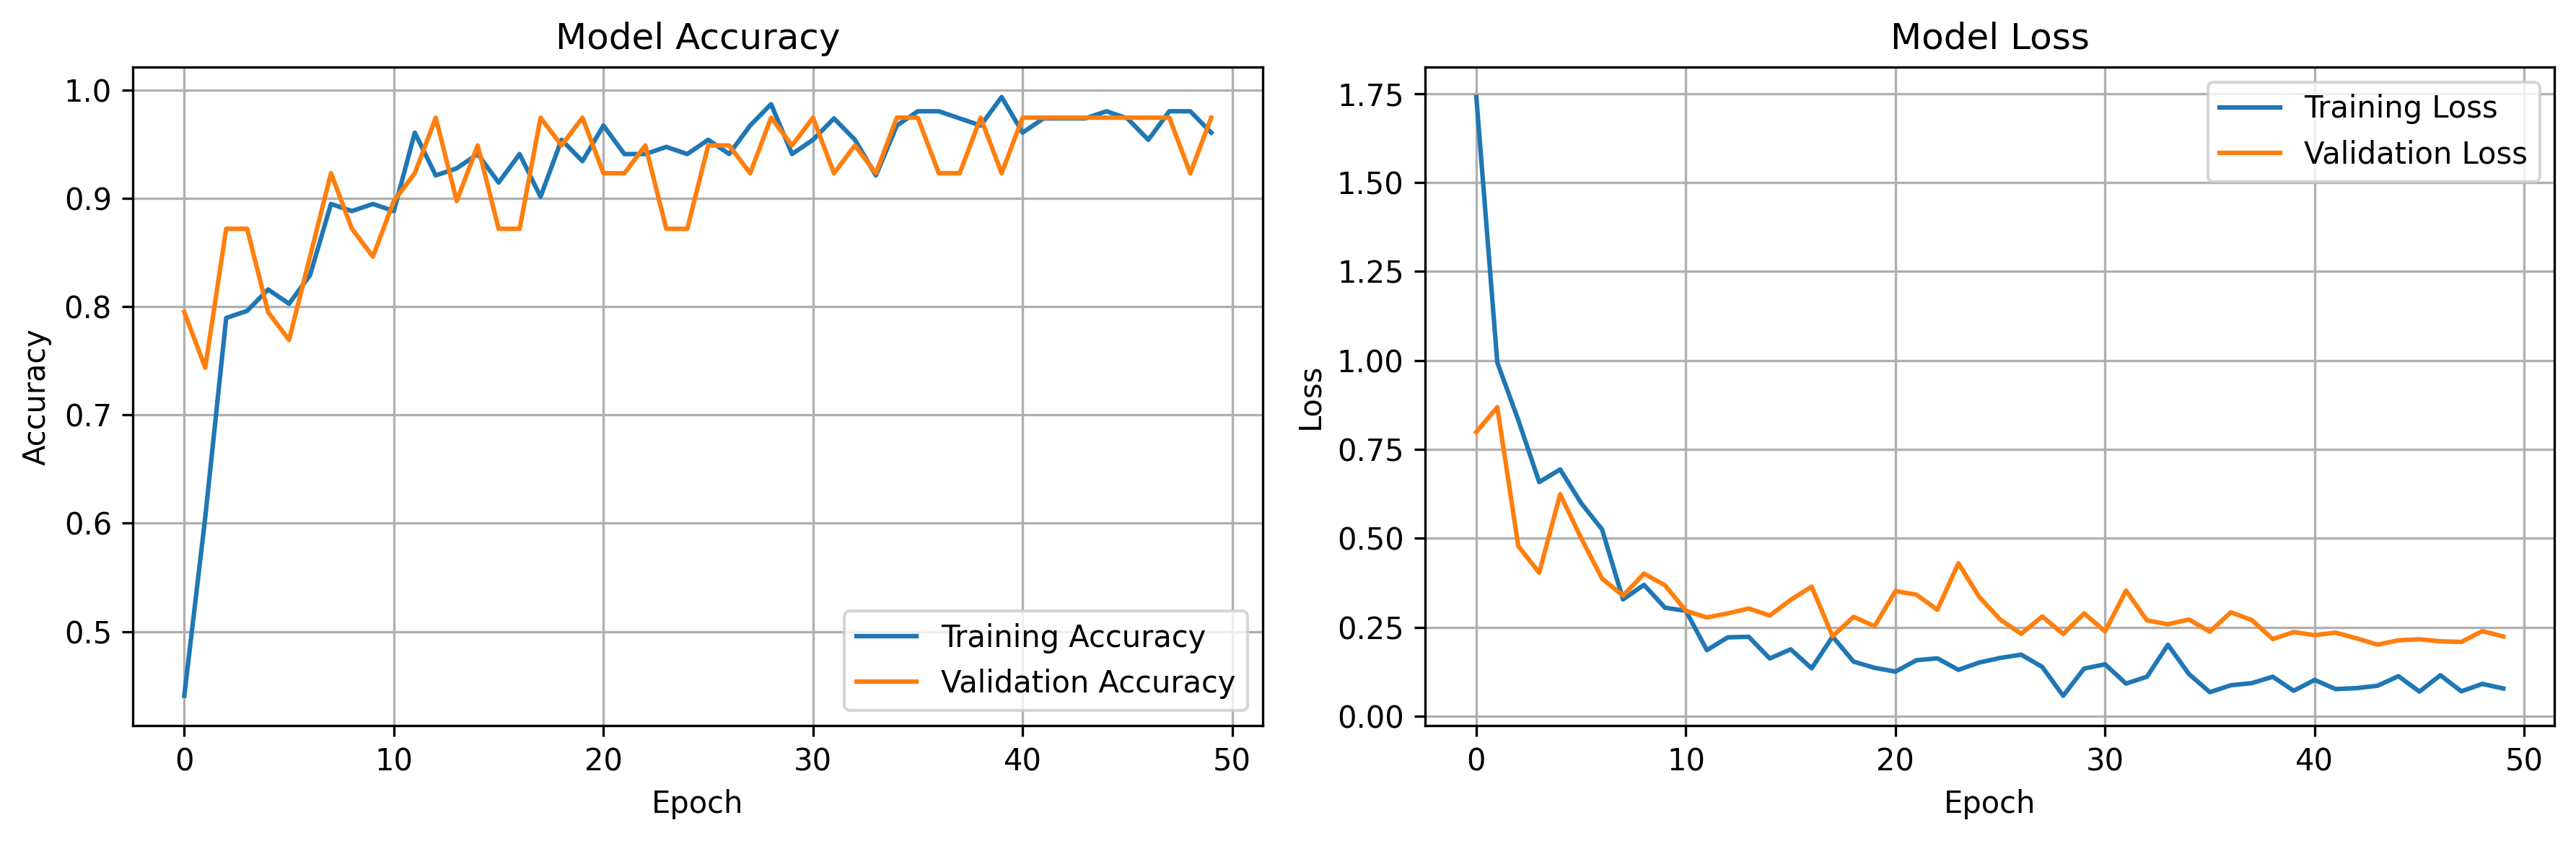 Model Accuracy
1.0
0.9
0.8
0.7
0.6
0.5
Accuracy
0 10 20 30 40 50
Epoch
Training Accuracy
Validation Accuracy
Model Loss
1.75
1.50
1.25
1.00
0.75
0.50
0.25
0.00
Loss
0 10 20 30 40 50
Epoch
Training Loss
Validation Loss